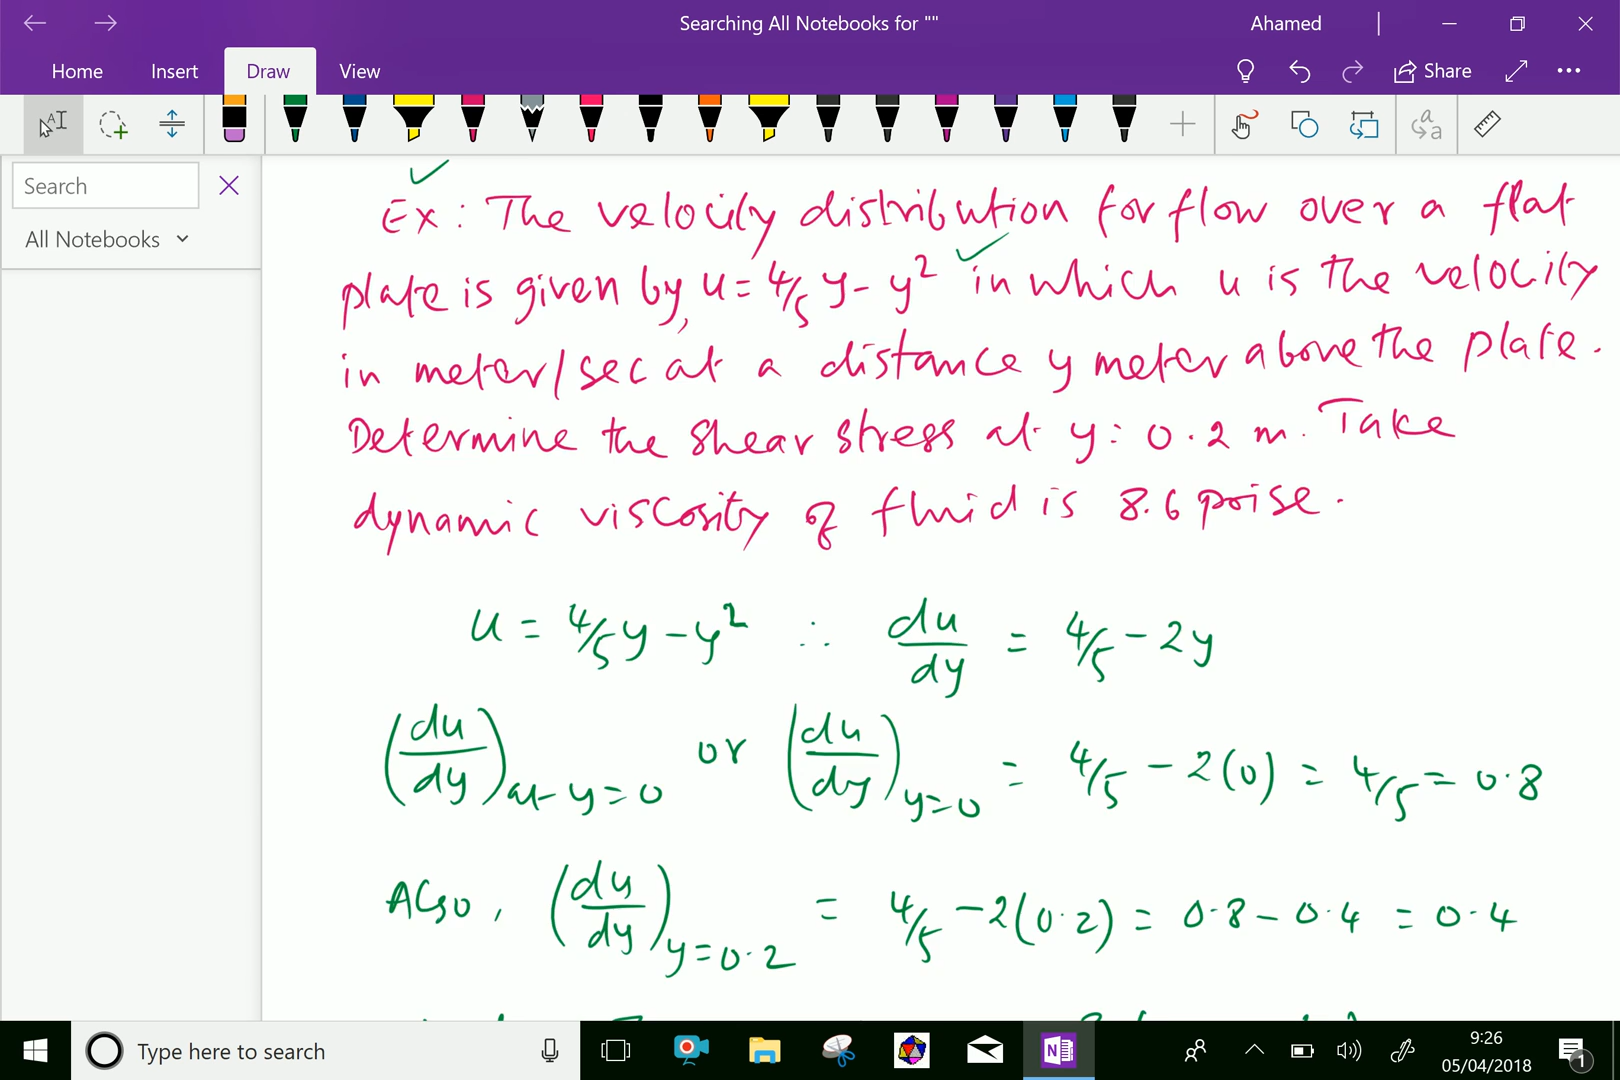 Searching All Notebooks for ""
Ahamed
Home Insert Draw View
Share
Search
All Notebooks
Ex: The velocity distribution for flow over a flat
plate is given by, u = 4/5 y - y² in which u is the velocity
in meter/sec at a distance y meter above the plate.
Determine the shear stress at y = 0.2 m. Take
dynamic viscosity of fluid is 8.6 poise.
u = 4/5 y - y² ∴ du/dy = 4/5 - 2y
(du/dy) at y=0 or (du/dy) y=0 = 4/5 - 2(0) = 4/5 = 0.8
Also, (du/dy) y=0.2 = 4/5 - 2(0.2) = 0.8 - 0.4 = 0.4
Type here to search
9:26
05/04/2018
1